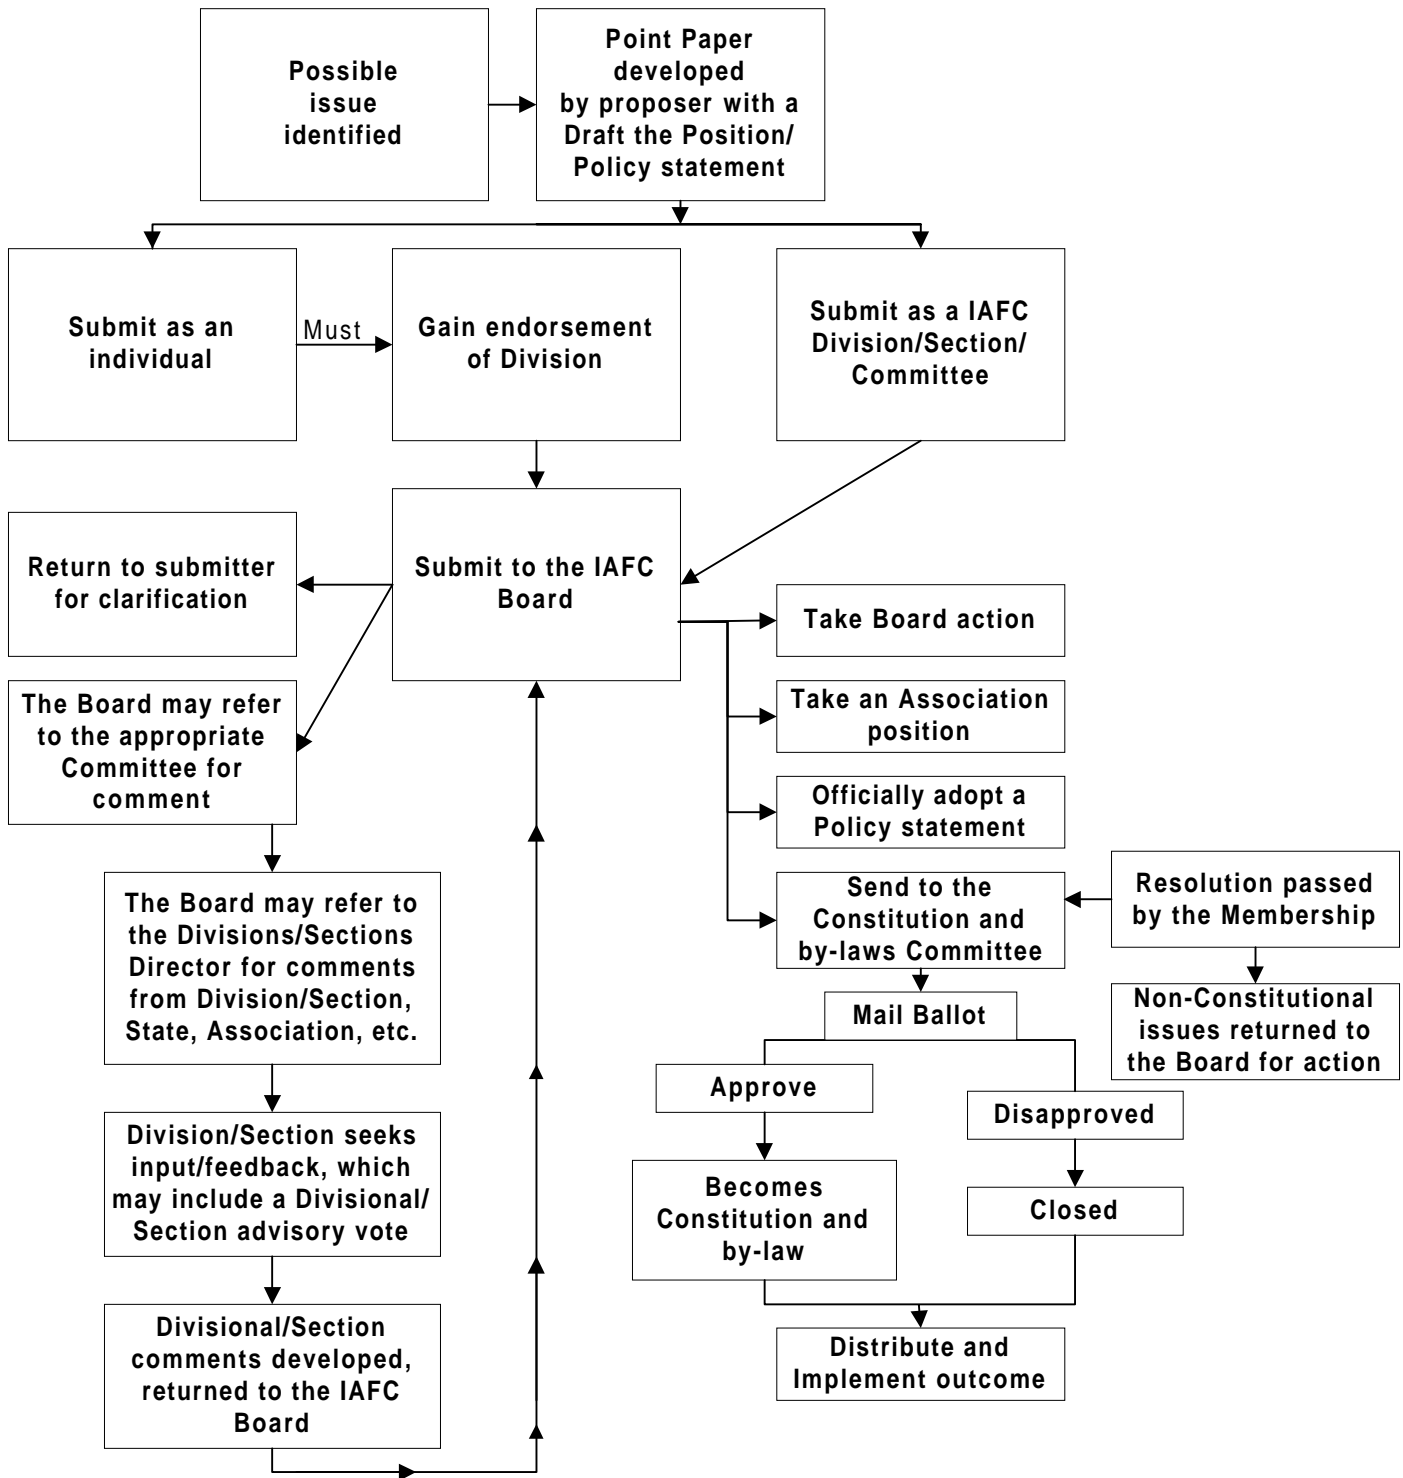 Possible
issue
identified
Point Paper
developed
by proposer with a
Draft the Position/
Policy statement
Submit as an
individual
Must
Gain endorsement
of Division
Submit as a IAFC
Division/Section/
Committee
Return to submitter
for clarification
Submit to the IAFC
Board
Take Board action
The Board may refer
to the appropriate
Committee for
comment
Take an Association
position
Officially adopt a
Policy statement
The Board may refer to
the Divisions/Sections
Director for comments
from Division/Section,
State, Association, etc.
Send to the
Constitution and
by-laws Committee
Resolution passed
by the Membership
Mail Ballot
Non-Constitutional
issues returned to
the Board for action
Approve
Disapproved
Division/Section seeks
input/feedback, which
may include a Divisional/
Section advisory vote
Becomes
Constitution and
by-law
Closed
Divisional/Section
comments developed,
returned to the IAFC
Board
Distribute and
Implement outcome